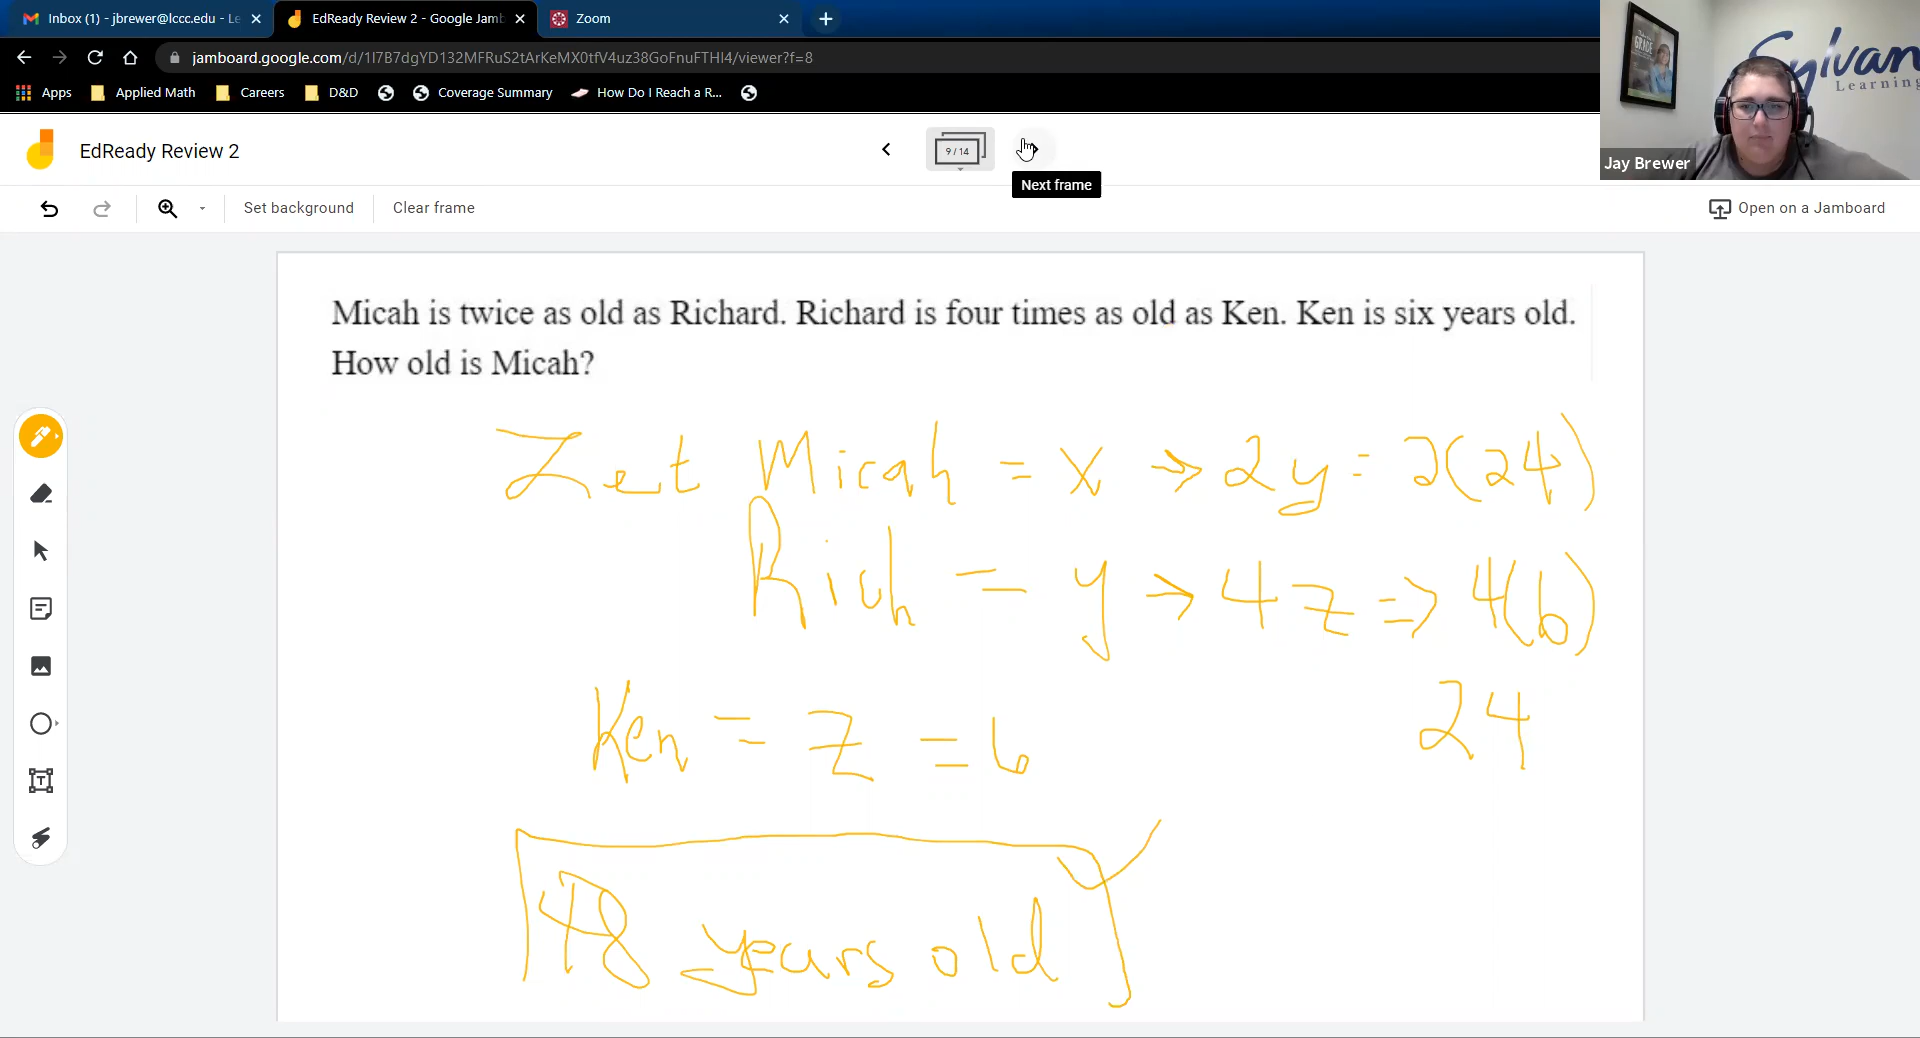 Inbox (1) - jbrewer@lccc.edu - Le
EdReady Review 2 - Google Jamb
Zoom
jamboard.google.com/d/1I7B7dgYD132MFRuS2tArKeMX0tfV4uz38GoFnuFTHI4/viewer?f=8
Apps Applied Math Careers D&D Coverage Summary How Do I Reach a R...
GRADE
Sylvan
Learning
Jay Brewer
EdReady Review 2
9 / 14
Next frame
Set background Clear frame
Open on a Jamboard
Micah is twice as old as Richard. Richard is four times as old as Ken. Ken is six years old.
How old is Micah?
Let Micah = x → 2y = 2(24)
Rich = y → 4z => 4(6)
Ken = z = 6 24
48 years old